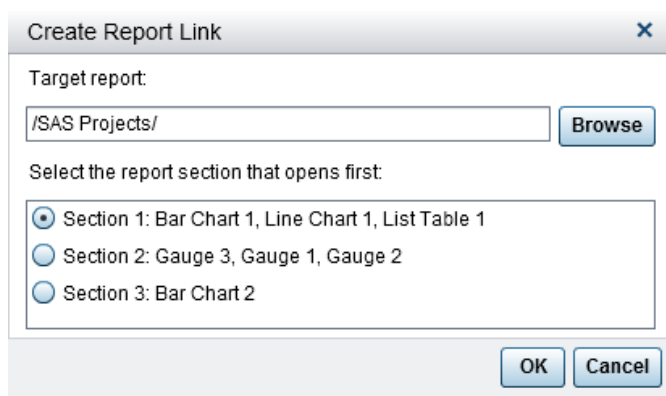 Create Report Link
Target report:
/SAS Projects/
Browse
Select the report section that opens first:
Section 1: Bar Chart 1, Line Chart 1, List Table 1
Section 2: Gauge 3, Gauge 1, Gauge 2
Section 3: Bar Chart 2
OK Cancel